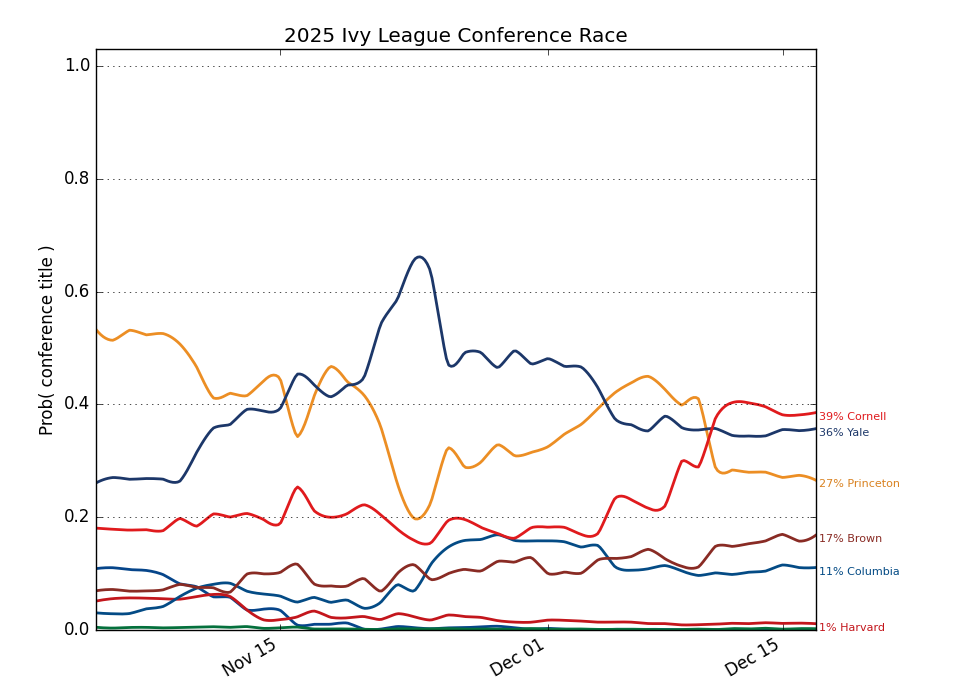 2025 Ivy League Conference Race
Prob( conference title )
1.0
0.8
0.6
0.4
0.2
0.0
Nov 15
Dec 01
Dec 15
39% Cornell
36% Yale
27% Princeton
17% Brown
10% Columbia
1% Harvard